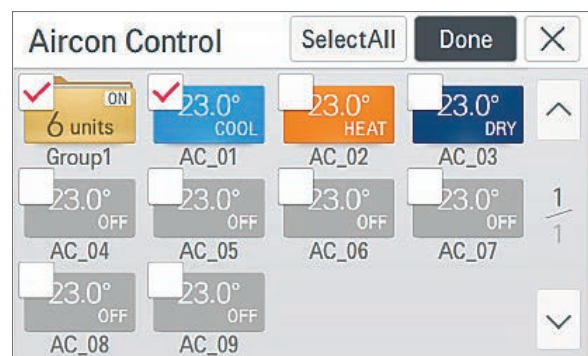 Aircon Control SelectAll Done
ON
6 units
Group1
23.0°
COOL
AC_01
23.0°
HEAT
AC_02
23.0°
DRY
AC_03
23.0°
OFF
AC_04
23.0°
OFF
AC_05
23.0°
OFF
AC_06
23.0°
OFF
AC_07
1
1
23.0°
OFF
AC_08
23.0°
OFF
AC_09